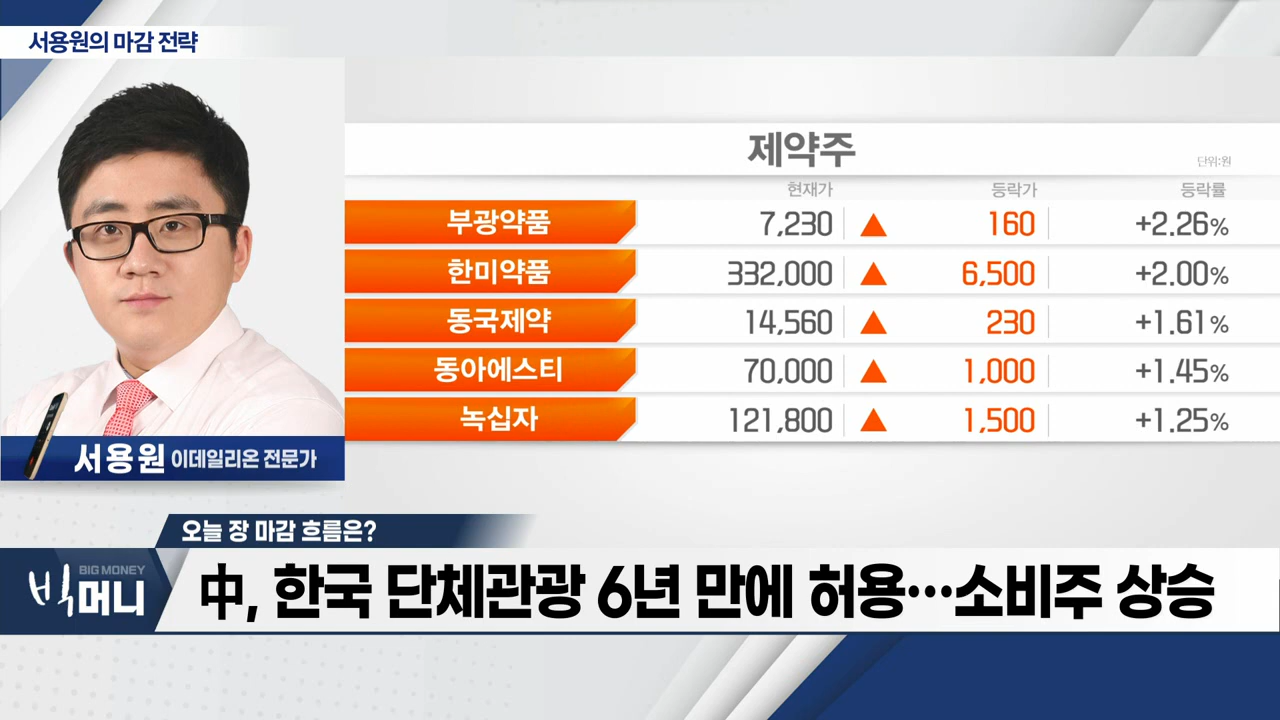 서용원의 마감 전략
제약주
단위:원
현재가 등락가 등락률
부광약품 7,230 ▲ 160 +2.26%
한미약품 332,000 ▲ 6,500 +2.00%
동국제약 14,560 ▲ 230 +1.61%
동아에스티 70,000 ▲ 1,000 +1.45%
녹십자 121,800 ▲ 1,500 +1.25%
서용원 이데일리온 전문가
오늘 장 마감 흐름은?
BIG MONEY
빅머니
中, 한국 단체관광 6년 만에 허용…소비주 상승